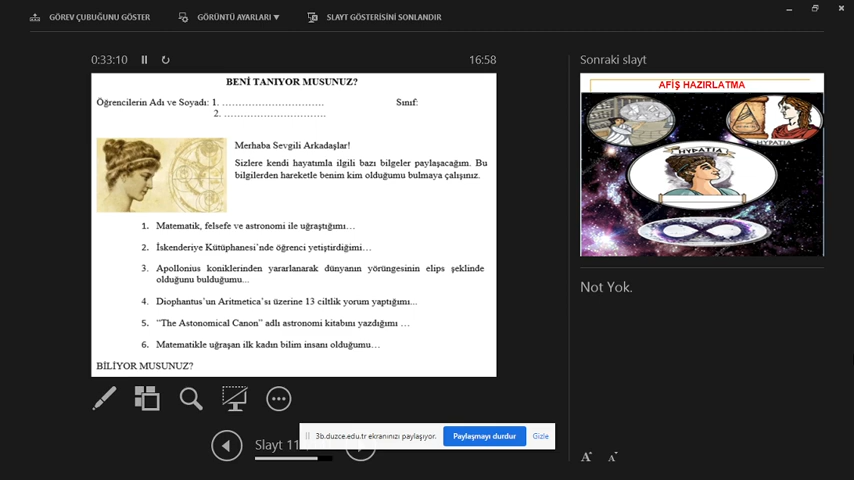 GÖREV ÇUBUĞUNU GÖSTER
GÖRÜNTÜ AYARLARI ▼
SLAYT GÖSTERİSİNİ SONLANDIR
0:33:10
16:58
BENİ TANIYOR MUSUNUZ?
Öğrencilerin Adı ve Soyadı: 1. ………………………….
Sınıf:
2. ………………………….
Merhaba Sevgili Arkadaşlar!
Sizlere kendi hayatımla ilgili bazı bilgeler paylaşacağım. Bu
bilgilerden hareketle benim kim olduğumu bulmaya çalışınız.
1. Matematik, felsefe ve astronomi ile uğraştığımı…
2. İskenderiye Kütüphanesi’nde öğrenci yetiştirdiğimi…
3. Apollonius koniklerinden yararlanarak dünyanın yörüngesinin elips şeklinde
olduğunu bulduğumu...
4. Diophantus’un Aritmetica’sı üzerine 13 ciltlik yorum yaptığımı...
5. “The Astonomical Canon” adlı astronomi kitabını yazdığımı …
6. Matematikle uğraşan ilk kadın bilim insanı olduğumu…
BİLİYOR MUSUNUZ?
Slayt 11
3b.duzce.edu.tr ekranınızı paylaşıyor.
Paylaşmayı durdur
Gizle
Sonraki slayt
AFİŞ HAZIRLATMA
HYPATIA
HYPATIA
Not Yok.
A A